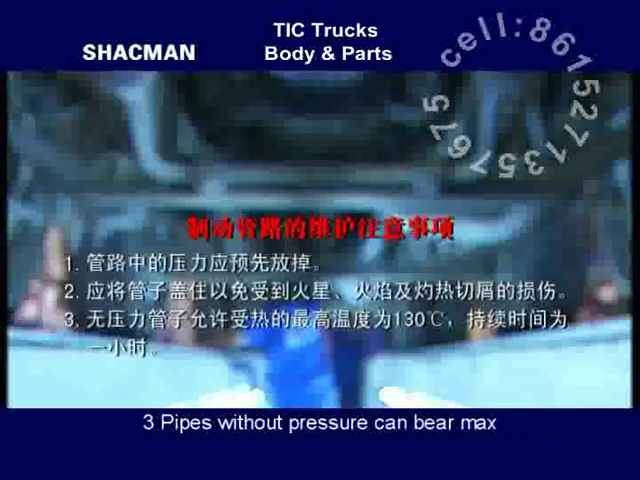 TIC Trucks
SHACMAN
Body & Parts
cell:8615271357675
制动管路的维护注意事项
1. 管路中的压力应预先放掉。
2. 应将管子盖住以免受到火星、火焰及灼热切屑的损伤。
3. 无压力管子允许受热的最高温度为130℃，持续时间为
一小时。
3 Pipes without pressure can bear max